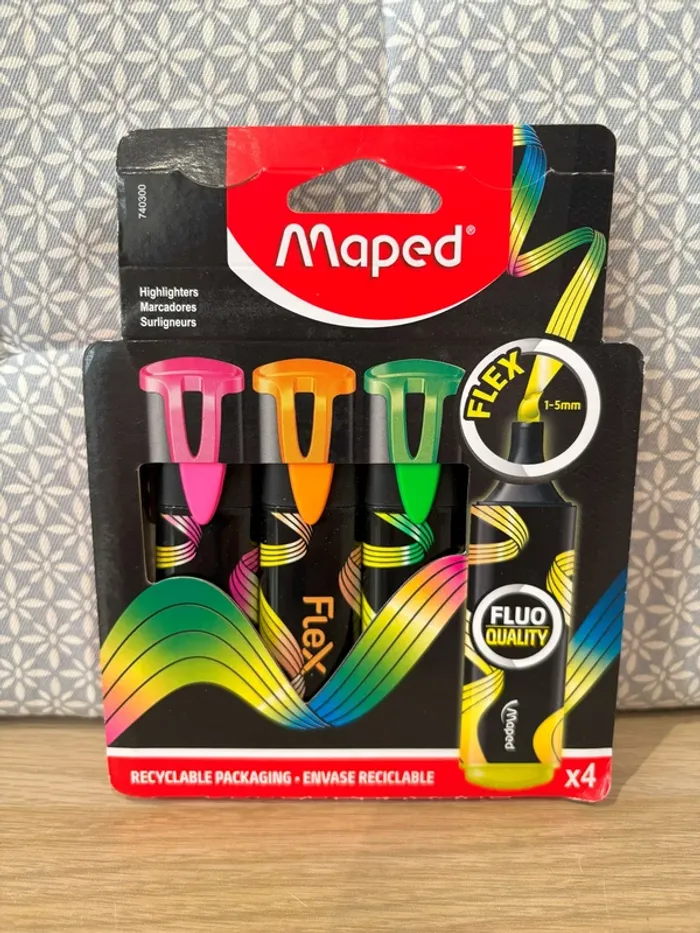 740300
Maped®
Highlighters
Marcadores
Surligneurs
FLEX
1-5mm
FLUO
QUALITY
Flex
Maped
RECYCLABLE PACKAGING • ENVASE RECICLABLE
x4